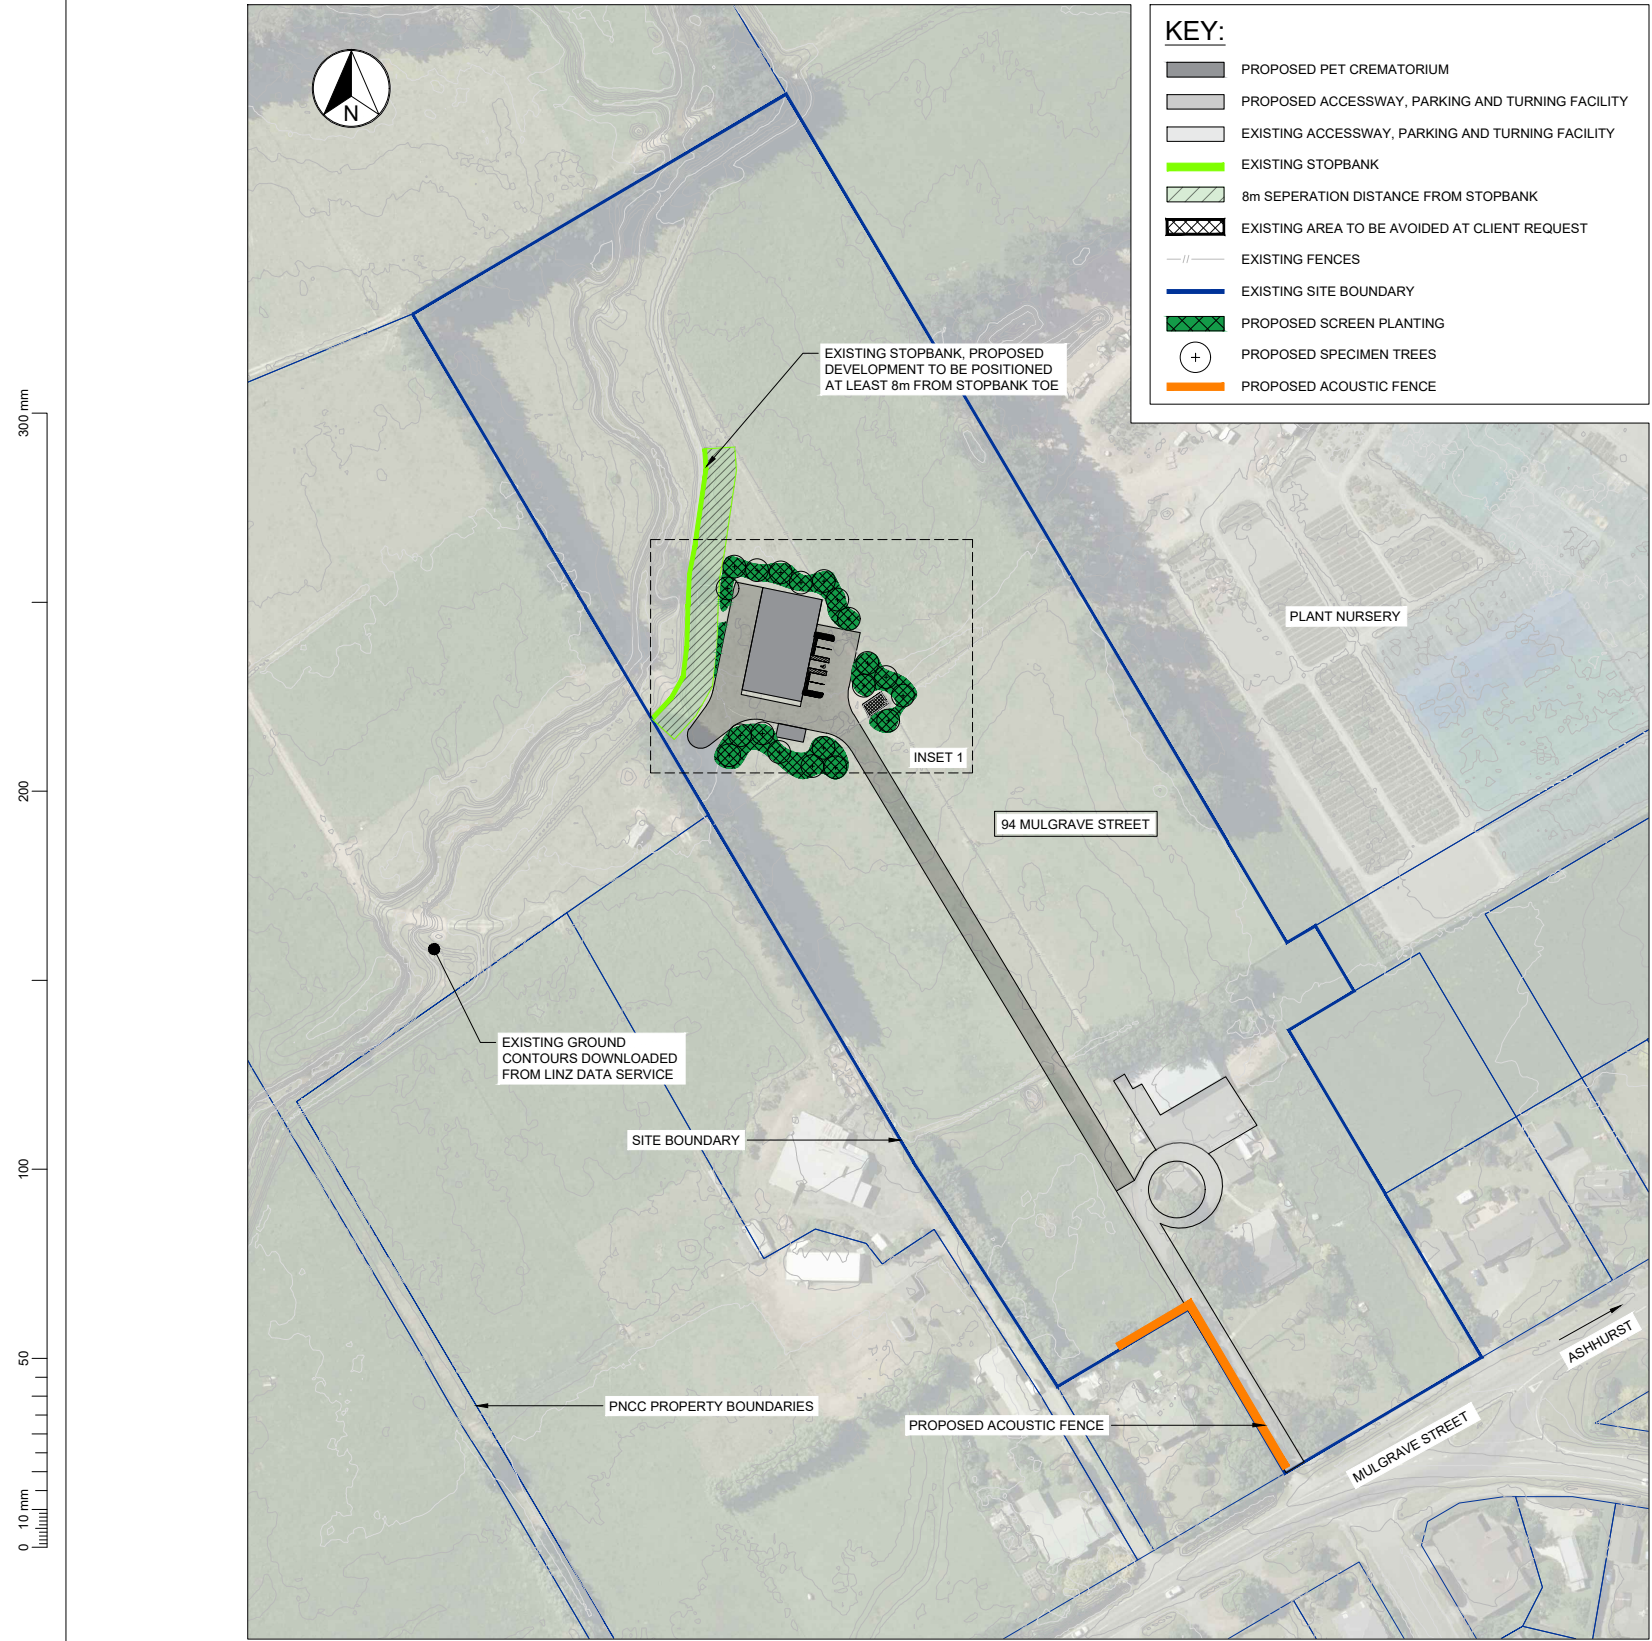 KEY:
PROPOSED PET CREMATORIUM
PROPOSED ACCESSWAY, PARKING AND TURNING FACILITY
EXISTING ACCESSWAY, PARKING AND TURNING FACILITY
EXISTING STOPBANK
8m SEPERATION DISTANCE FROM STOPBANK
EXISTING AREA TO BE AVOIDED AT CLIENT REQUEST
EXISTING FENCES
EXISTING SITE BOUNDARY
PROPOSED SCREEN PLANTING
PROPOSED SPECIMEN TREES
PROPOSED ACOUSTIC FENCE
N
EXISTING STOPBANK, PROPOSED
DEVELOPMENT TO BE POSITIONED
AT LEAST 8m FROM STOPBANK TOE
PLANT NURSERY
INSET 1
94 MULGRAVE STREET
EXISTING GROUND
CONTOURS DOWNLOADED
FROM LINZ DATA SERVICE
SITE BOUNDARY
PNCC PROPERTY BOUNDARIES
PROPOSED ACOUSTIC FENCE
ASHHURST
MULGRAVE STREET
300 mm
200
100
50
10 mm
0